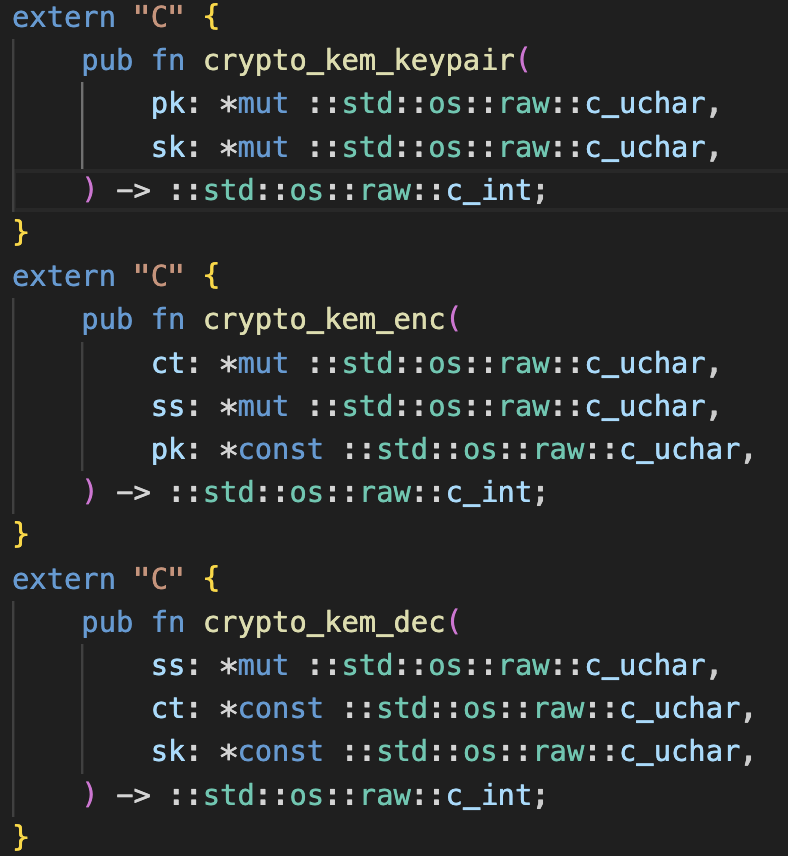 extern "C" {
    pub fn crypto_kem_keypair(
        pk: *mut ::std::os::raw::c_uchar,
        sk: *mut ::std::os::raw::c_uchar,
    ) -> ::std::os::raw::c_int;
}
extern "C" {
    pub fn crypto_kem_enc(
        ct: *mut ::std::os::raw::c_uchar,
        ss: *mut ::std::os::raw::c_uchar,
        pk: *const ::std::os::raw::c_uchar,
    ) -> ::std::os::raw::c_int;
}
extern "C" {
    pub fn crypto_kem_dec(
        ss: *mut ::std::os::raw::c_uchar,
        ct: *const ::std::os::raw::c_uchar,
        sk: *const ::std::os::raw::c_uchar,
    ) -> ::std::os::raw::c_int;
}